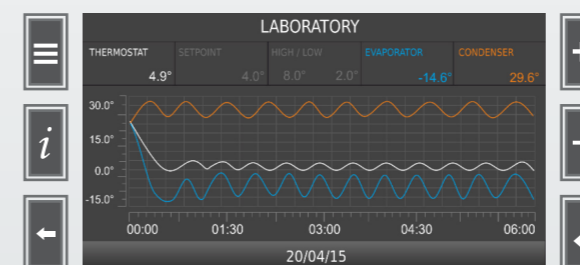 LABORATORY
THERMOSTAT SETPOINT HIGH / LOW EVAPORATOR CONDENSER
4.9° 4.0° 8.0° 2.0° -14.6° 29.6°
30.0°
15.0°
0.0°
-15.0°
00:00 01:30 03:00 04:30 06:00
20/04/15
i